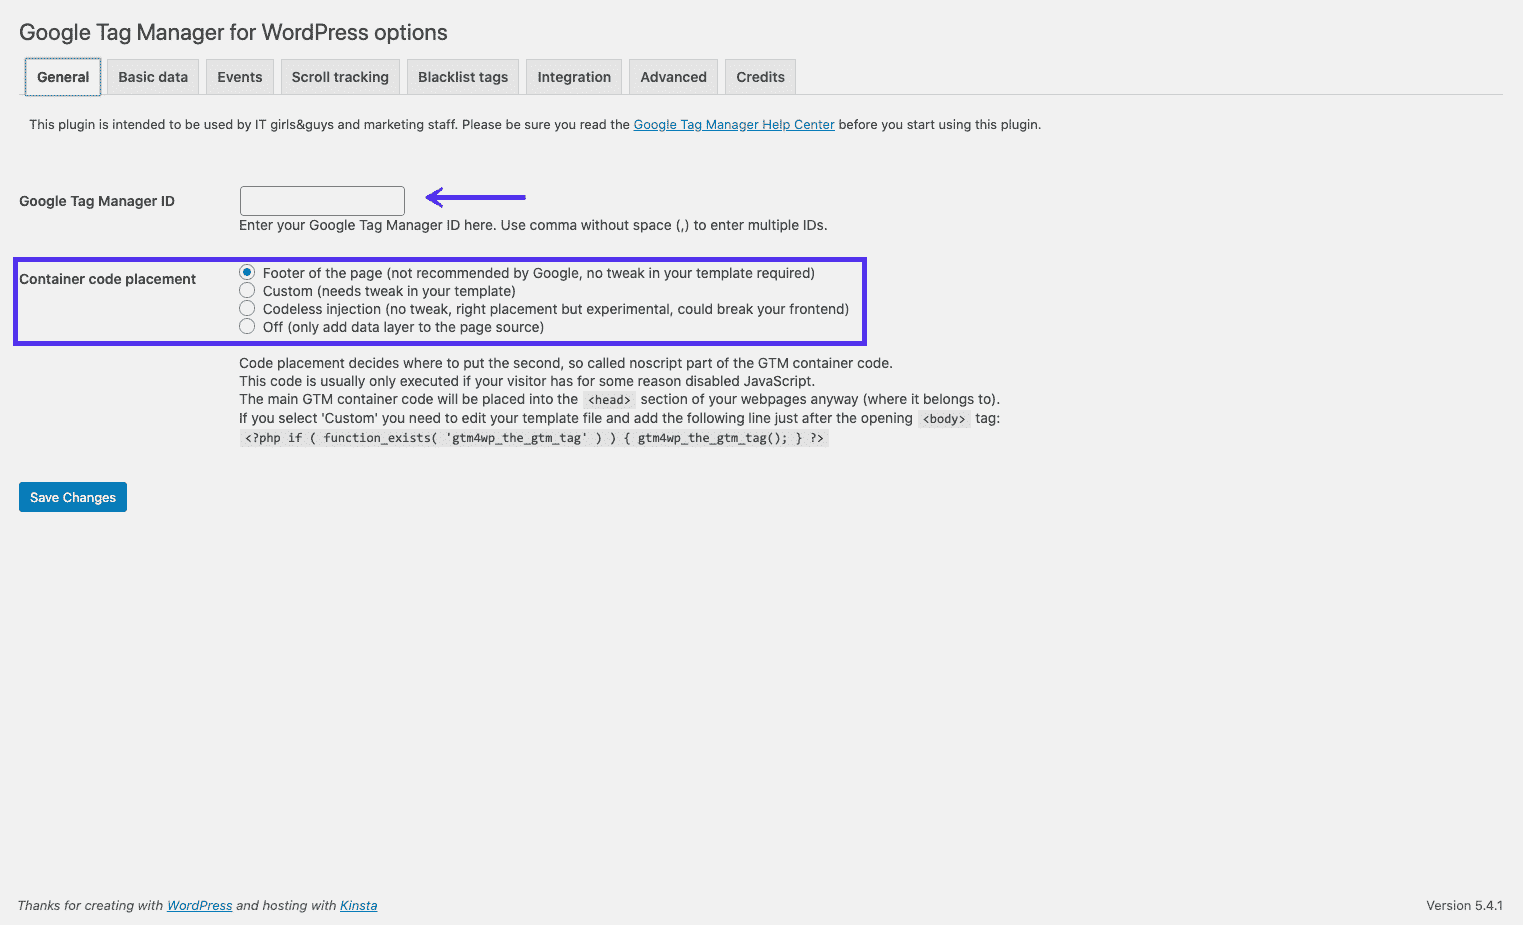 Google Tag Manager for WordPress options
General Basic data Events Scroll tracking Blacklist tags Integration Advanced Credits
This plugin is intended to be used by IT girls&guys and marketing staff. Please be sure you read the Google Tag Manager Help Center before you start using this plugin.
Google Tag Manager ID
Enter your Google Tag Manager ID here. Use comma without space (,) to enter multiple IDs.
Container code placement
Footer of the page (not recommended by Google, no tweak in your template required)
Custom (needs tweak in your template)
Codeless injection (no tweak, right placement but experimental, could break your frontend)
Off (only add data layer to the page source)
Code placement decides where to put the second, so called noscript part of the GTM container code.
This code is usually only executed if your visitor has for some reason disabled JavaScript.
The main GTM container code will be placed into the <head> section of your webpages anyway (where it belongs to).
If you select 'Custom' you need to edit your template file and add the following line just after the opening <body> tag:
<?php if ( function_exists( 'gtm4wp_the_gtm_tag' ) ) { gtm4wp_the_gtm_tag(); } ?>
Save Changes
Thanks for creating with WordPress and hosting with Kinsta
Version 5.4.1